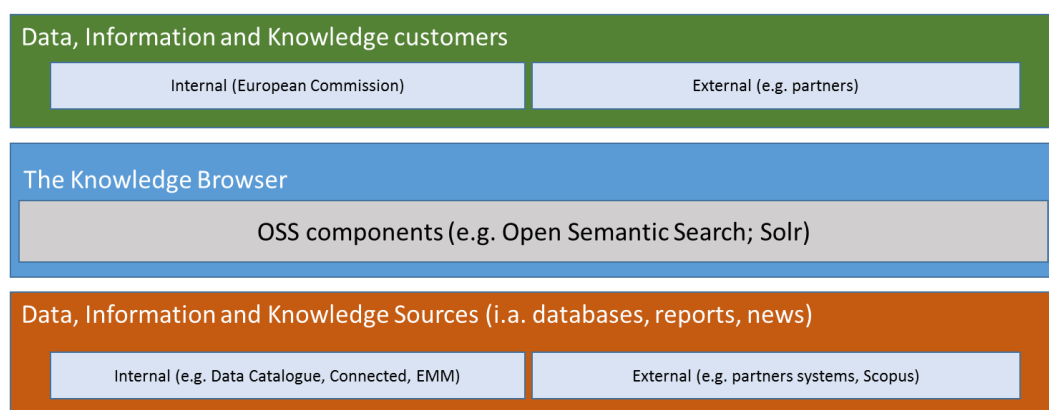 Data, Information and Knowledge customers
Internal (European Commission)
External (e.g. partners)
The Knowledge Browser
OSS components (e.g. Open Semantic Search; Solr)
Data, Information and Knowledge Sources (i.a. databases, reports, news)
Internal (e.g. Data Catalogue, Connected, EMM)
External (e.g. partners systems, Scopus)